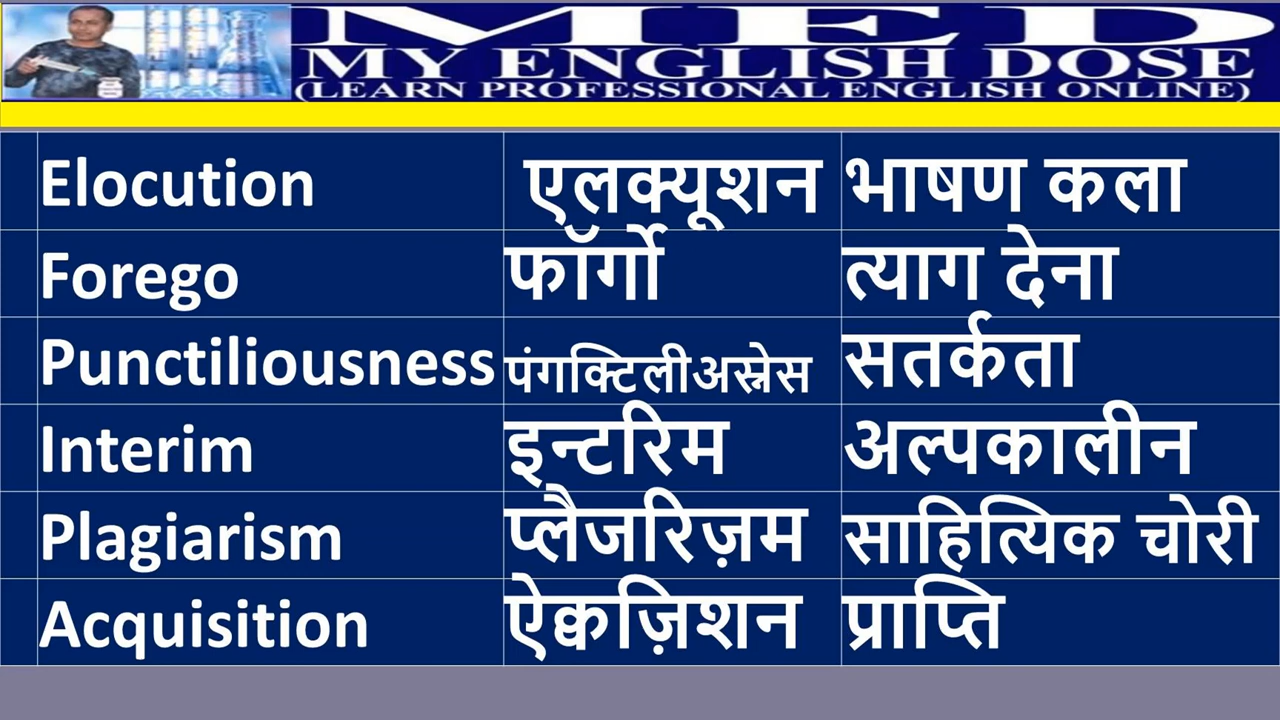 MED
MY ENGLISH DOSE
(LEARN PROFESSIONAL ENGLISH ONLINE)
Elocution एलक्यूशन भाषण कला
Forego फॉर्गो त्याग देना
Punctiliousness पंगक्टिलीअस्नेस सतर्कता
Interim इन्टरिम अल्पकालीन
Plagiarism प्लैजरिज़म साहित्यिक चोरी
Acquisition ऐक्वज़िशन प्राप्ति